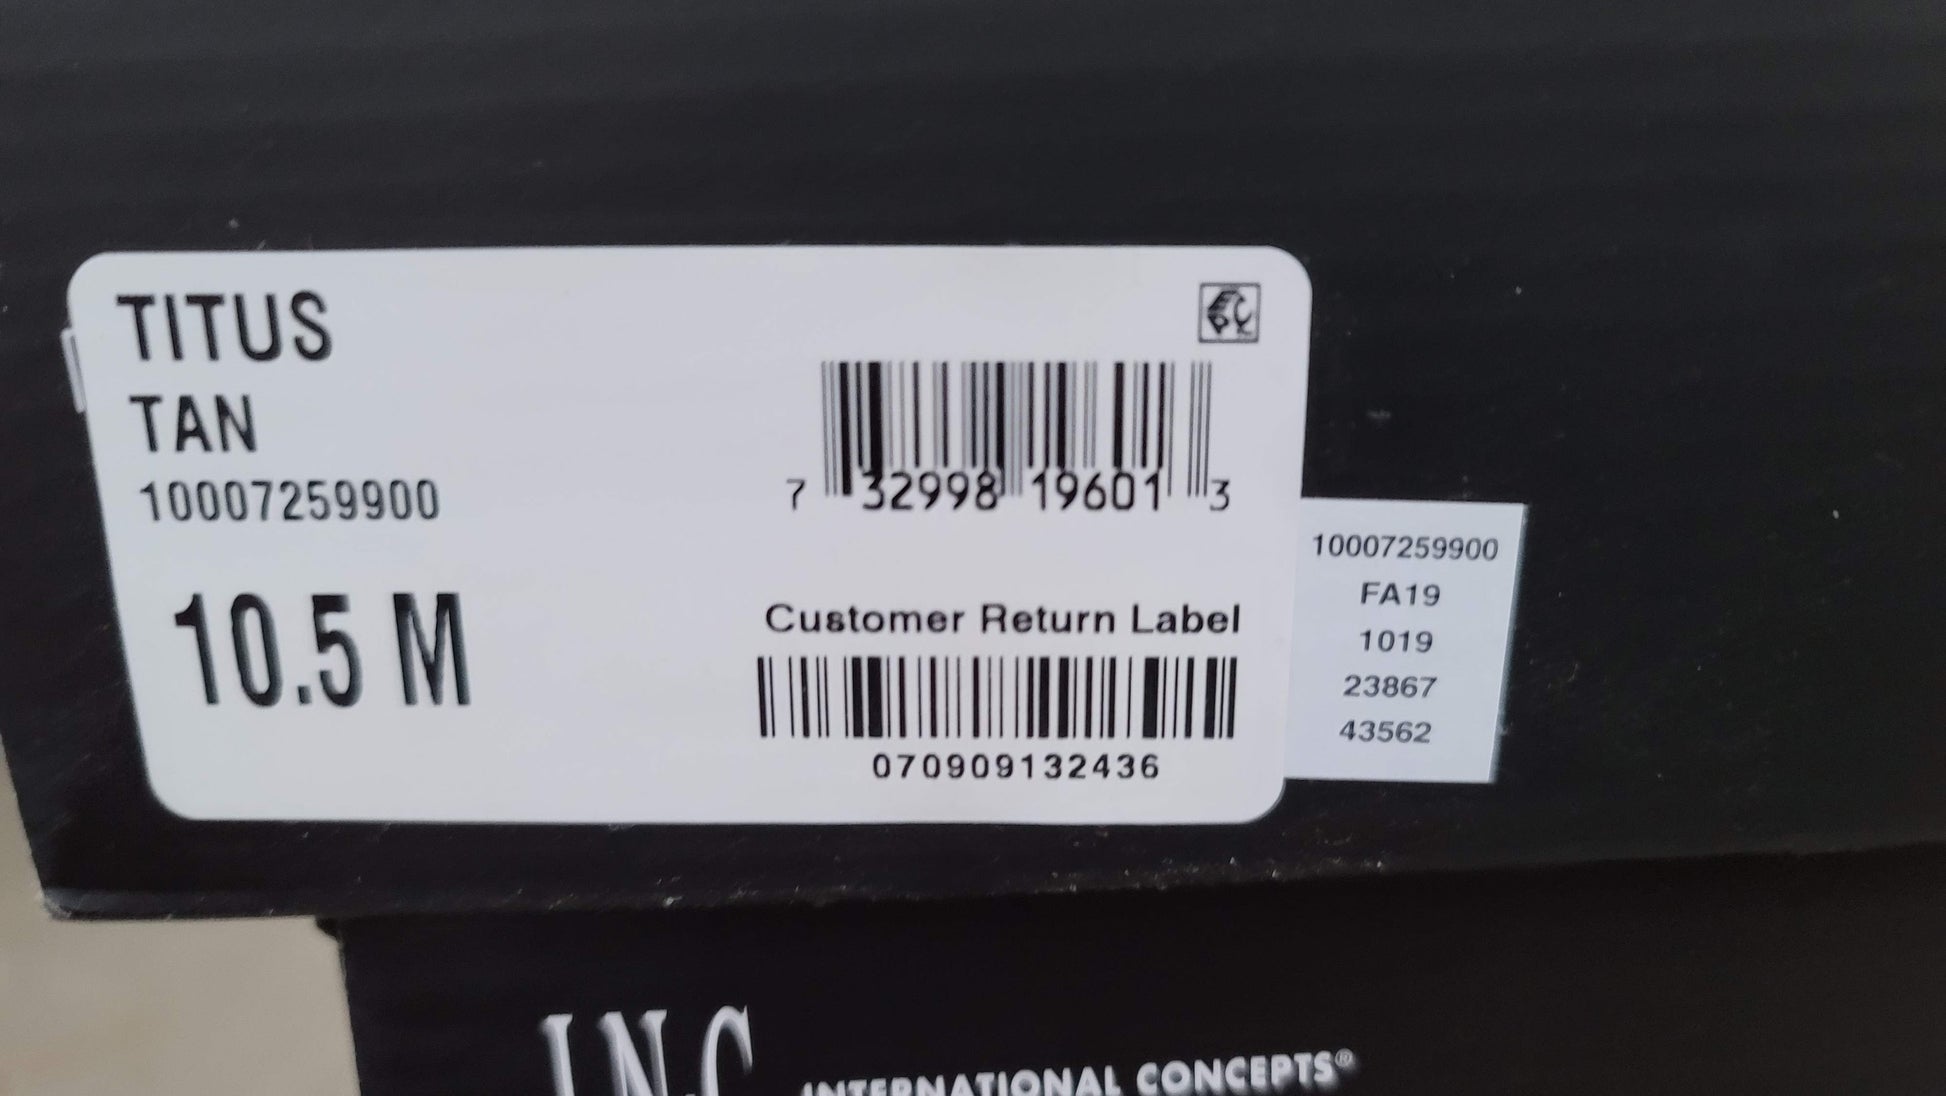 TITUS
TAN
10007259900
10.5 M
7 32998 19601 3
Customer Return Label
070909132436
10007259900
FA19
1019
23867
43562
I.N.C
INTERNATIONAL CONCEPTS®